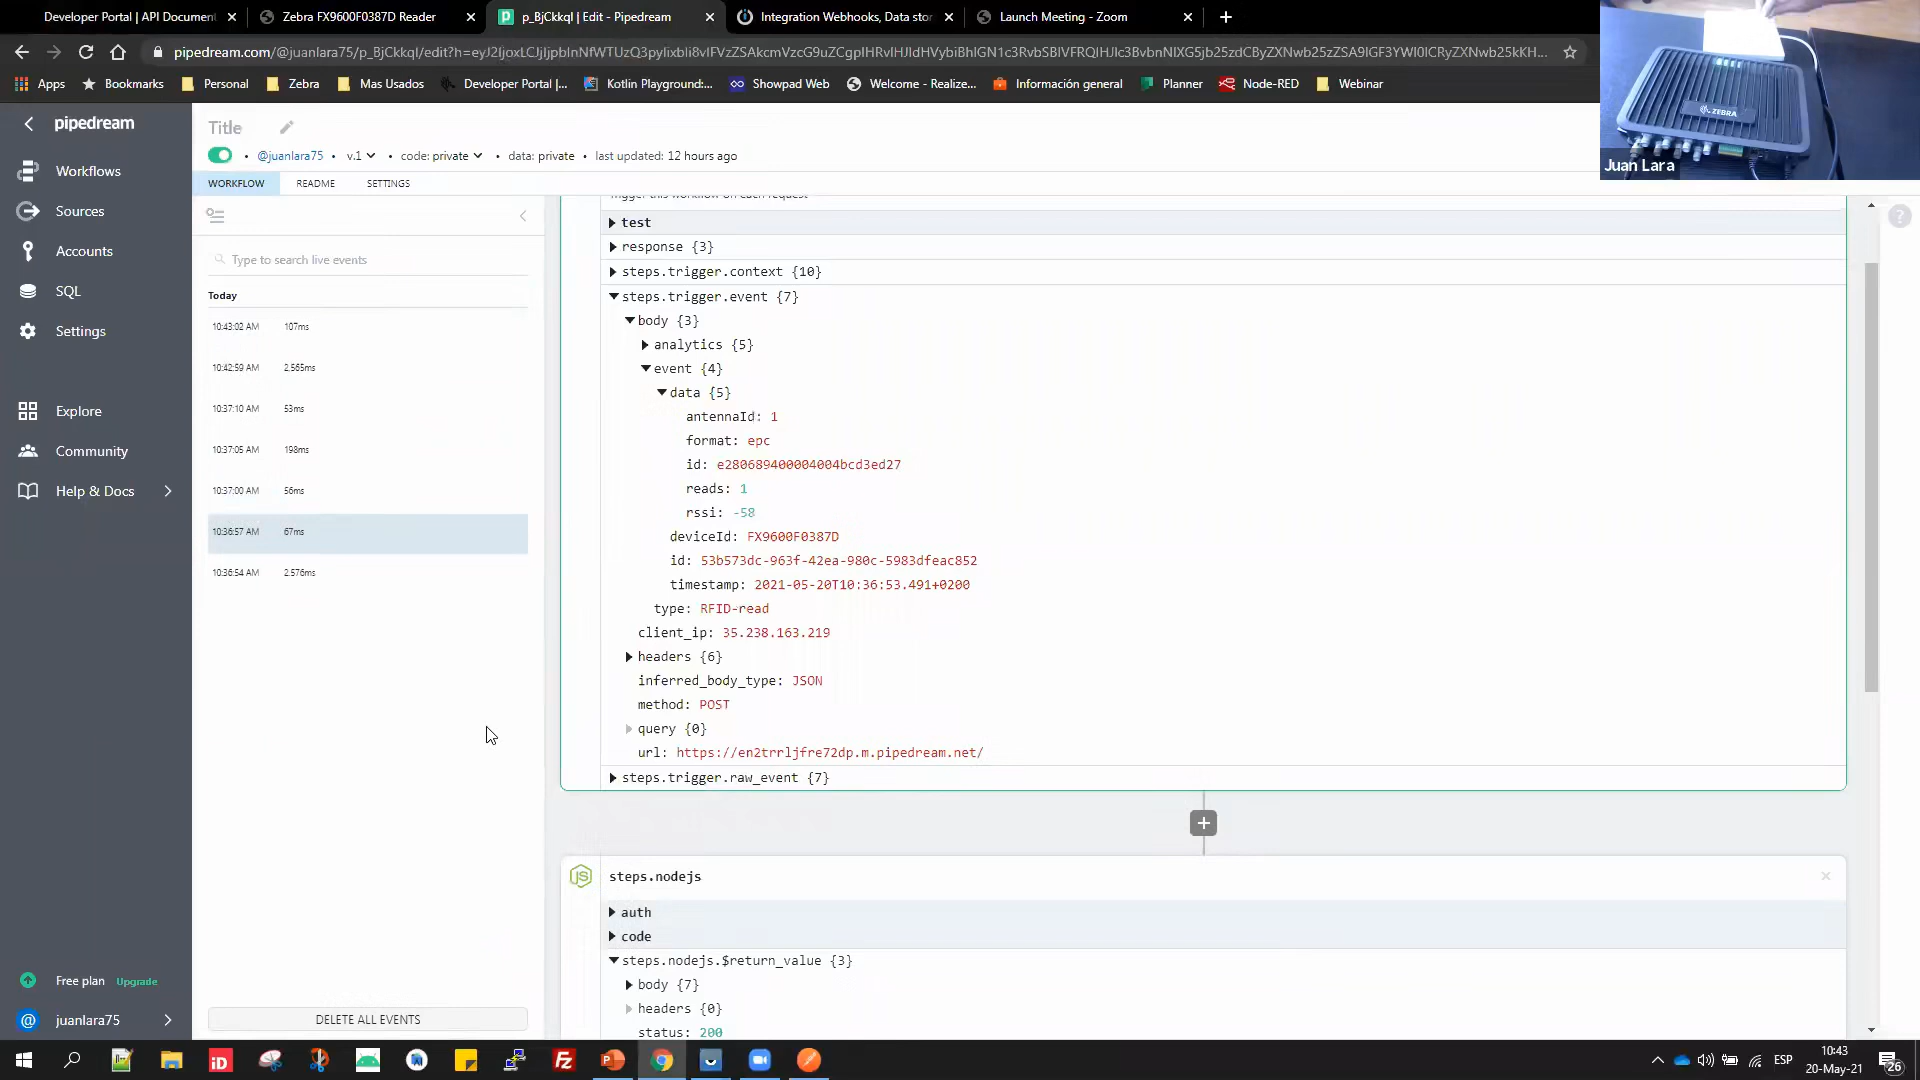 Developer Portal | API Document
Zebra FX9600F0387D Reader
p_BjCkkql | Edit - Pipedream
Integration Webhooks, Data stor
Launch Meeting - Zoom
Apps
Bookmarks
Personal
Zebra
Mas Usados
Developer Portal |...
Kotlin Playground:...
Showpad Web
Welcome - Realize...
Información general
Planner
Node-RED
Webinar
ZEBRA
Juan Lara
pipedream
Workflows
Sources
Accounts
SQL
Settings
Explore
Community
Help & Docs
Free plan Upgrade
juanlara75
Title
@juanlara75 • v.1 • code: private • data: private • last updated: 12 hours ago
WORKFLOW README SETTINGS
Type to search live events
Today
10:43:02 AM 107ms
10:42:59 AM 2.565ms
10:37:10 AM 53ms
10:37:05 AM 198ms
10:37:00 AM 56ms
10:36:57 AM 67ms
10:36:54 AM 2.576ms
DELETE ALL EVENTS
test
response {3}
steps.trigger.context {10}
steps.trigger.event {7}
body {3}
analytics {5}
event {4}
data {5}
antennaId: 1
format: epc
id: e280689400004004bcd3ed27
reads: 1
rssi: -58
deviceId: FX9600F0387D
id: 53b573dc-963f-42ea-980c-5983dfeac852
timestamp: 2021-05-20T10:36:53.491+0200
type: RFID-read
client_ip: 35.238.163.219
headers {6}
inferred_body_type: JSON
method: POST
query {0}
url: https://en2trrljfre72dp.m.pipedream.net/
steps.trigger.raw_event {7}
steps.nodejs
auth
code
steps.nodejs.$return_value {3}
body {7}
headers {0}
status: 200
ESP
10:43
20-May-21
26